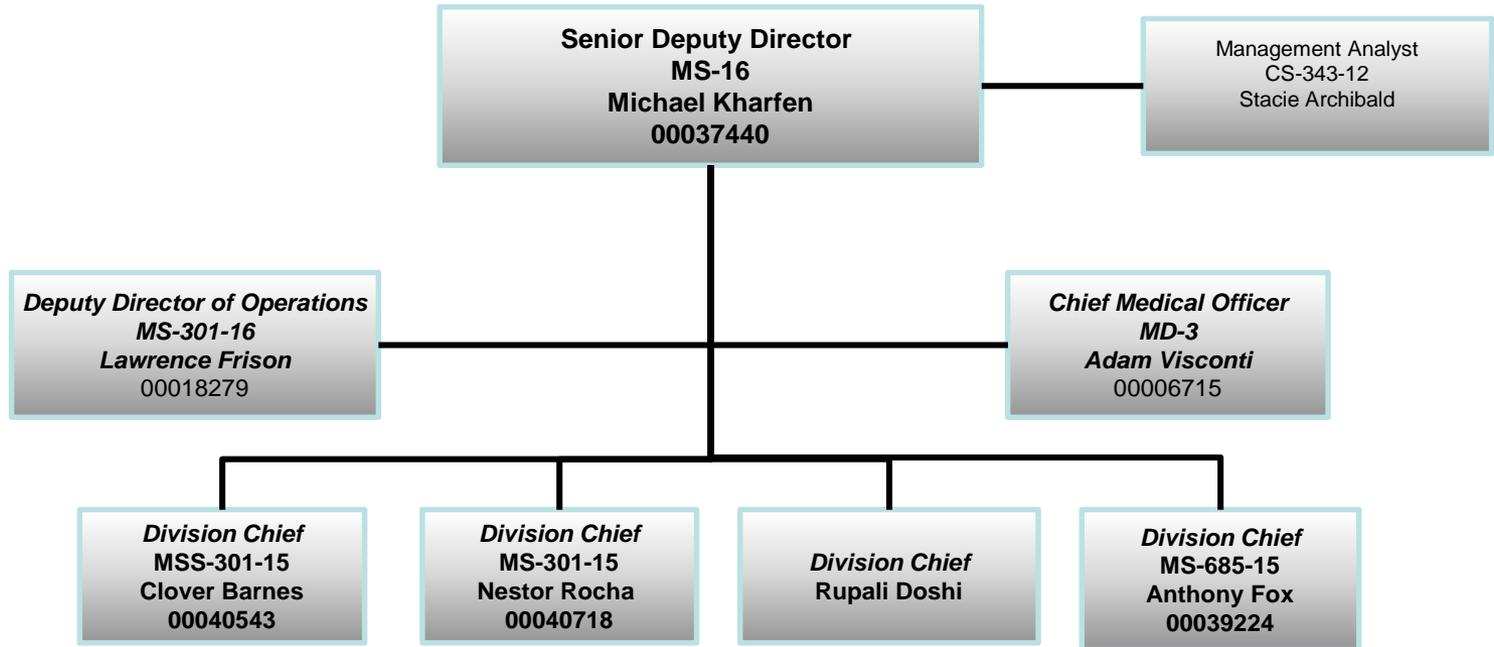 Senior Deputy Director
MS-16
Michael Kharfen
00037440
Management Analyst
CS-343-12
Stacie Archibald
Deputy Director of Operations
MS-301-16
Lawrence Frison
00018279
Chief Medical Officer
MD-3
Adam Visconti
00006715
Division Chief
MSS-301-15
Clover Barnes
00040543
Division Chief
MS-301-15
Nestor Rocha
00040718
Division Chief
Rupali Doshi
Division Chief
MS-685-15
Anthony Fox
00039224